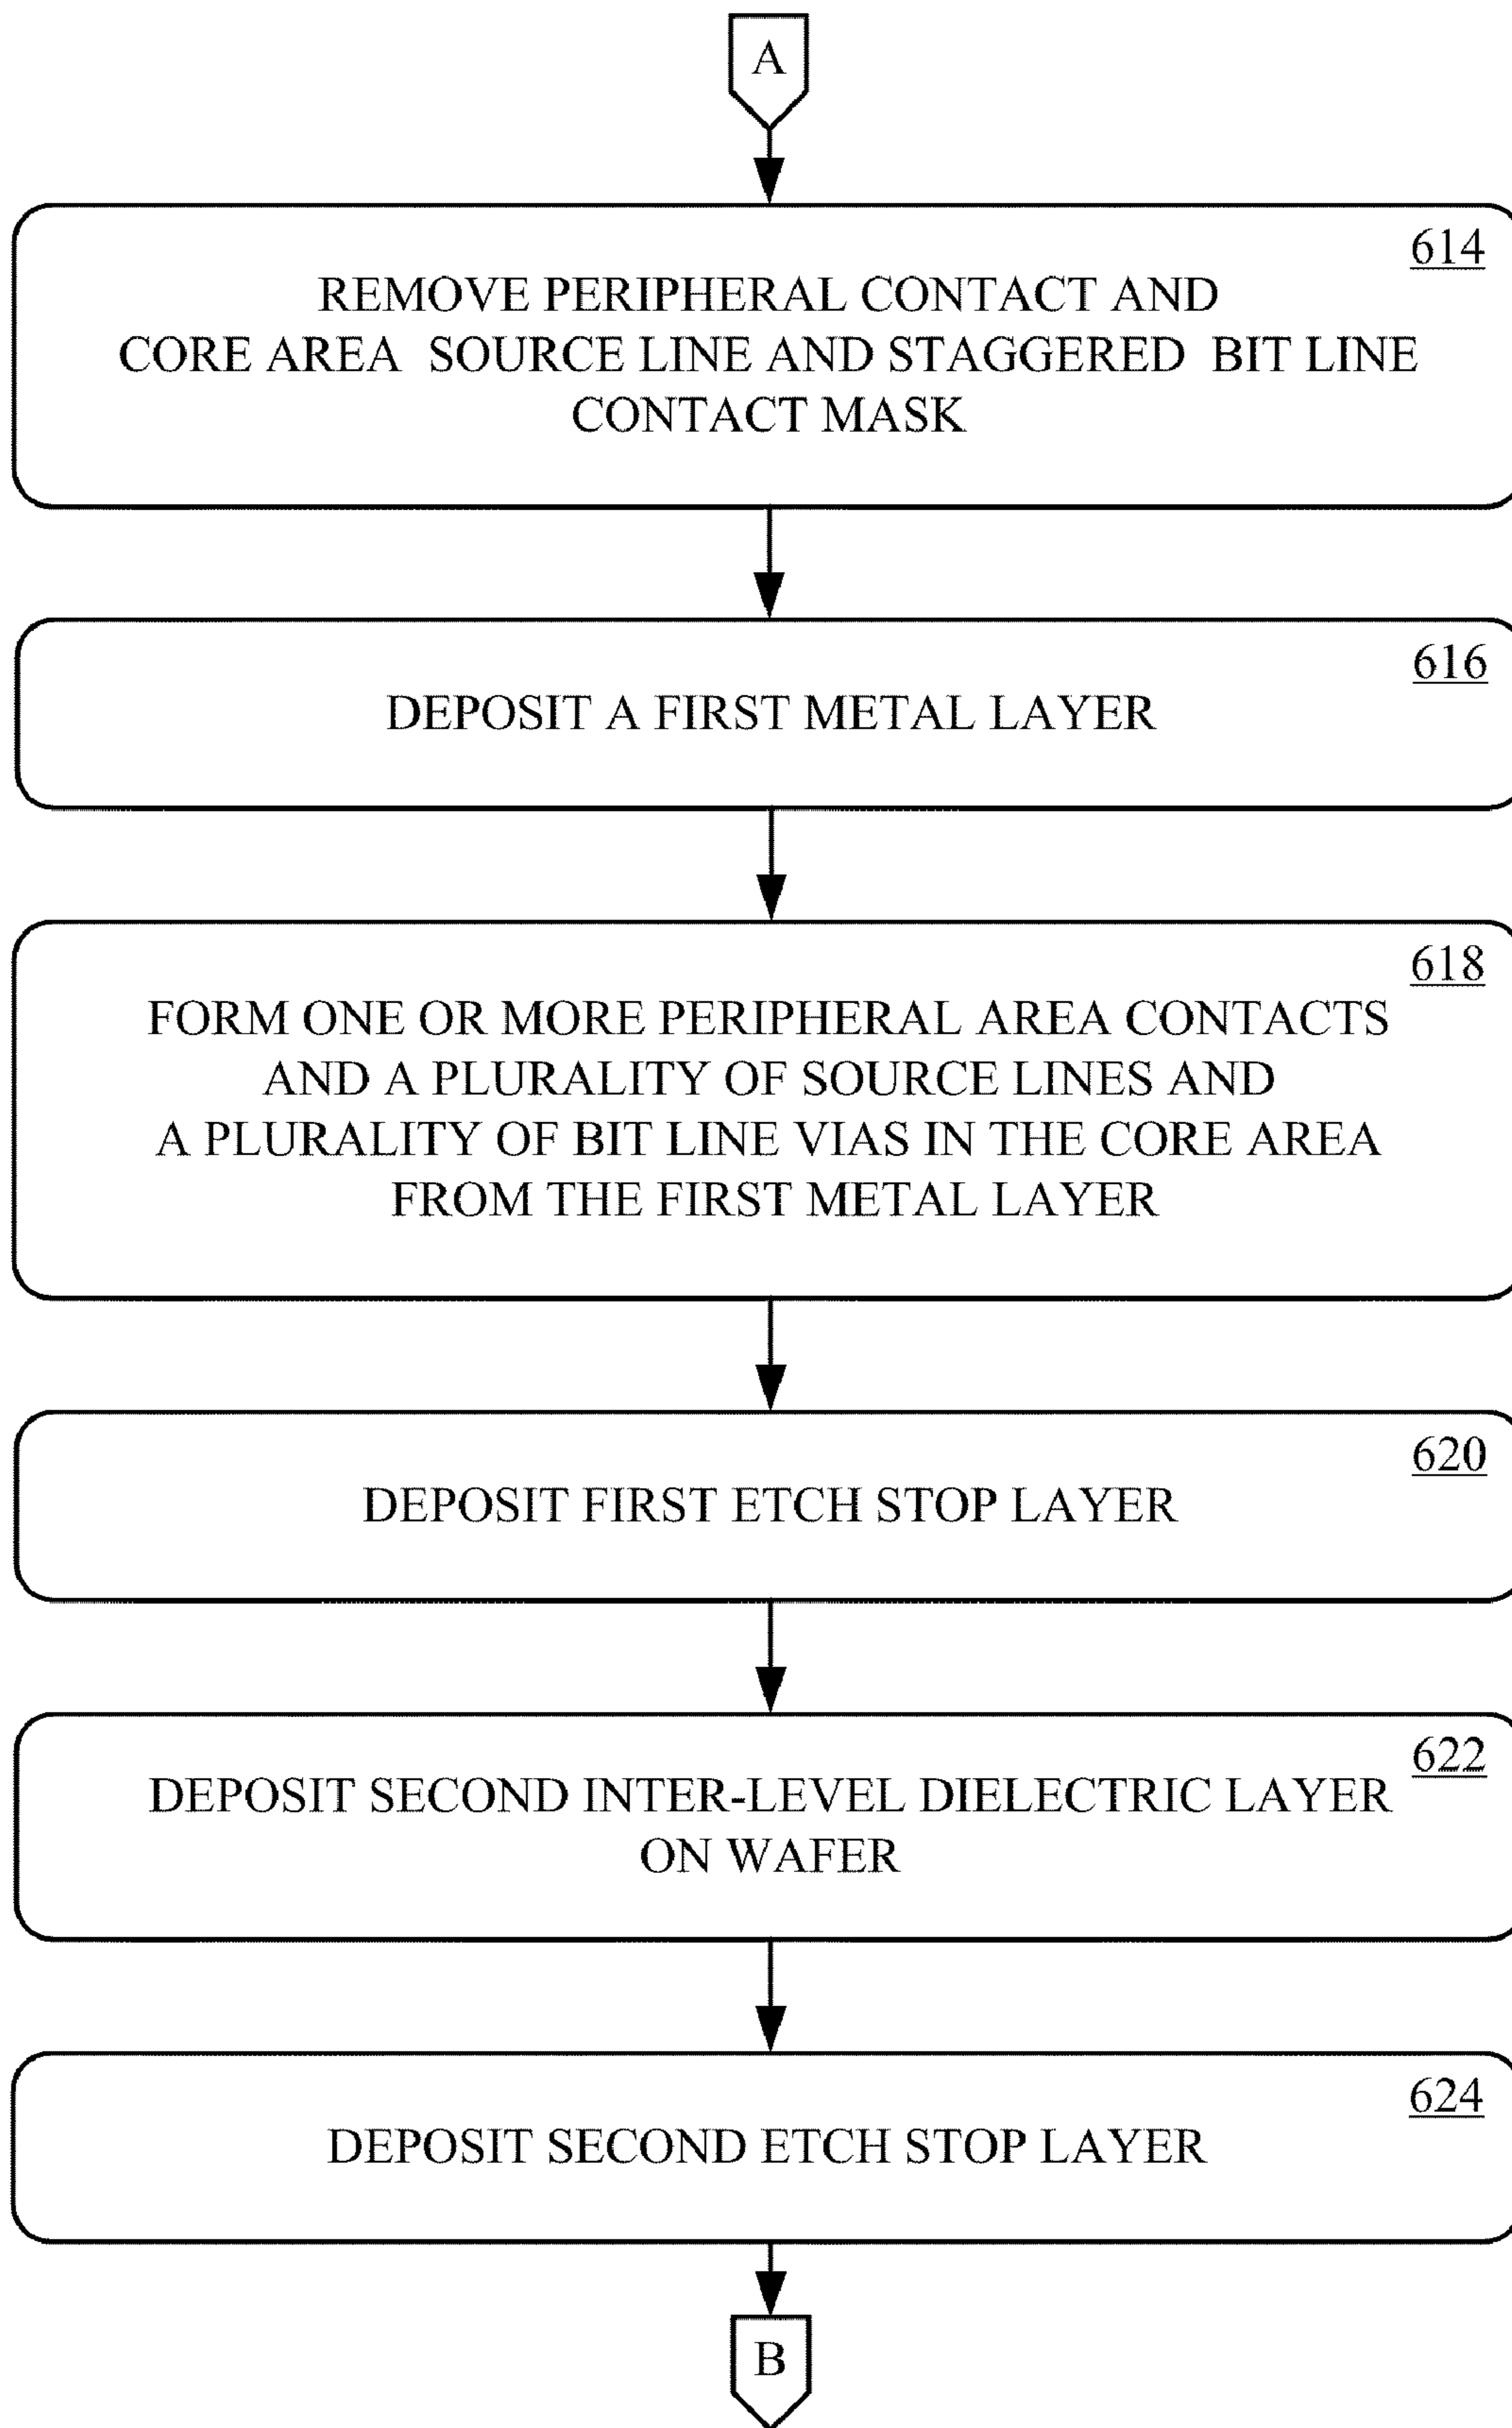 A
614
REMOVE PERIPHERAL CONTACT AND
CORE AREA SOURCE LINE AND STAGGERED BIT LINE
CONTACT MASK
616
DEPOSIT A FIRST METAL LAYER
618
FORM ONE OR MORE PERIPHERAL AREA CONTACTS
AND A PLURALITY OF SOURCE LINES AND
A PLURALITY OF BIT LINE VIAS IN THE CORE AREA
FROM THE FIRST METAL LAYER
620
DEPOSIT FIRST ETCH STOP LAYER
622
DEPOSIT SECOND INTER-LEVEL DIELECTRIC LAYER
ON WAFER
624
DEPOSIT SECOND ETCH STOP LAYER
B